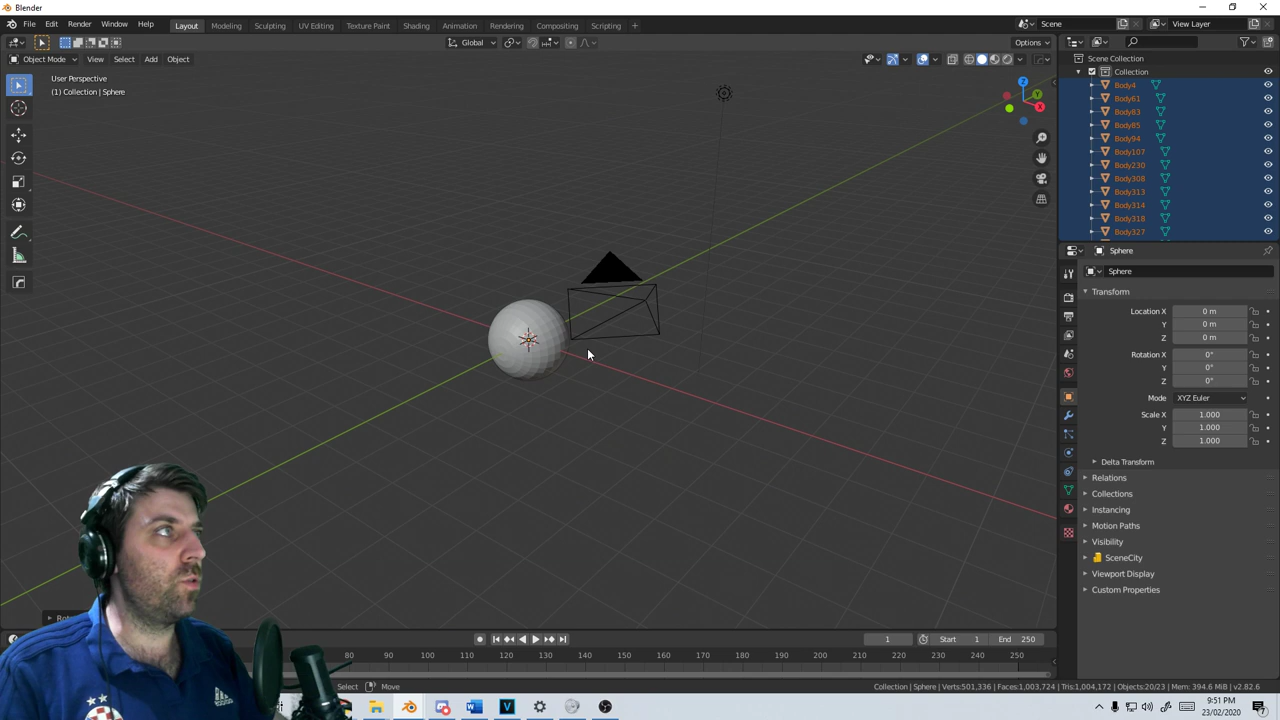 Blender
File Edit Render Window Help Layout Modeling Sculpting UV Editing Texture Paint Shading Animation Rendering Compositing Scripting + Scene View Layer
Global Options
Object Mode View Select Add Object
User Perspective
(1) Collection | Sphere
Z
Y
X
Scene Collection
Collection
Body4
Body61
Body83
Body85
Body94
Body107
Body230
Body308
Body313
Body314
Body318
Body327
Sphere
Sphere
Transform
Location X 0 m
Y 0 m
Z 0 m
Rotation X 0°
Y 0°
Z 0°
Mode XYZ Euler
Scale X 1.000
Y 1.000
Z 1.000
Delta Transform
Relations
Collections
Instancing
Motion Paths
Visibility
SceneCity
Viewport Display
Custom Properties
1 Start 1 End 250
80 90 100 110 120 130 140 150 160 170 180 190 200 210 220 230 240 250
Select Move Collection | Sphere | Verts:501,336 | Faces:1,003,724 | Tris:1,004,172 | Objects:20/23 | Mem: 394.6 MiB | v2.82.6
9:51 PM
23/02/2020
adidas